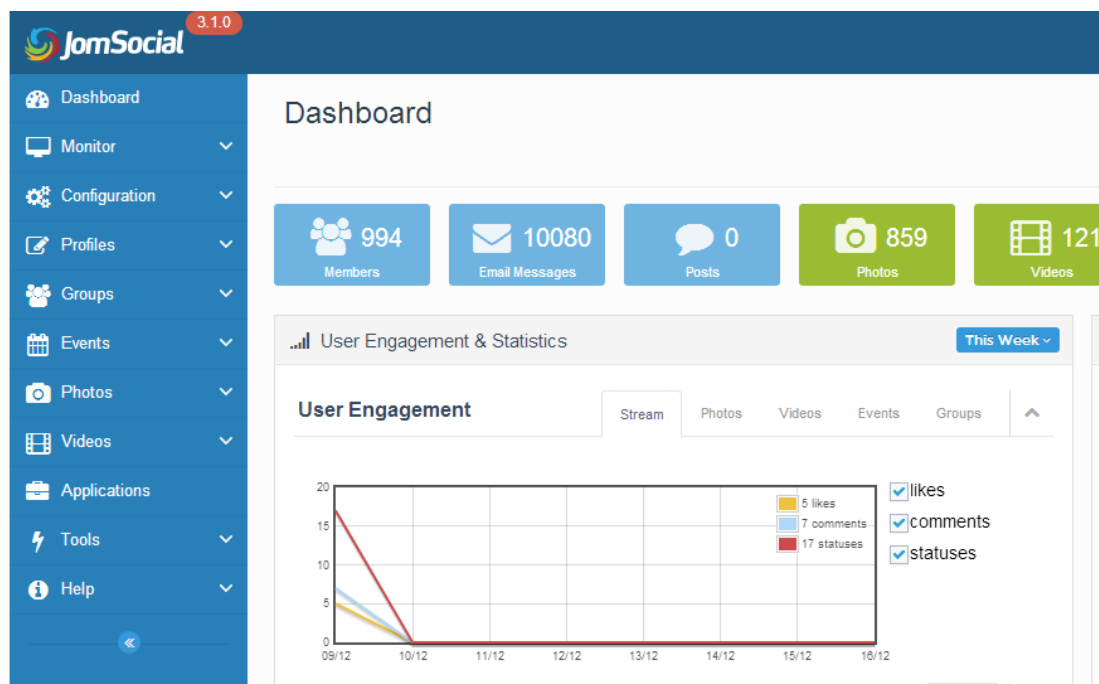 JomSocial
3.1.0
Dashboard
Monitor
Configuration
Profiles
Groups
Events
Photos
Videos
Applications
Tools
Help
Dashboard
994
Members
10080
Email Messages
0
Posts
859
Photos
121
Videos
User Engagement & Statistics
This Week
User Engagement
Stream
Photos
Videos
Events
Groups
20
15
10
5
0
09/12
10/12
11/12
12/12
13/12
14/12
15/12
16/12
5 likes
7 comments
17 statuses
likes
comments
statuses